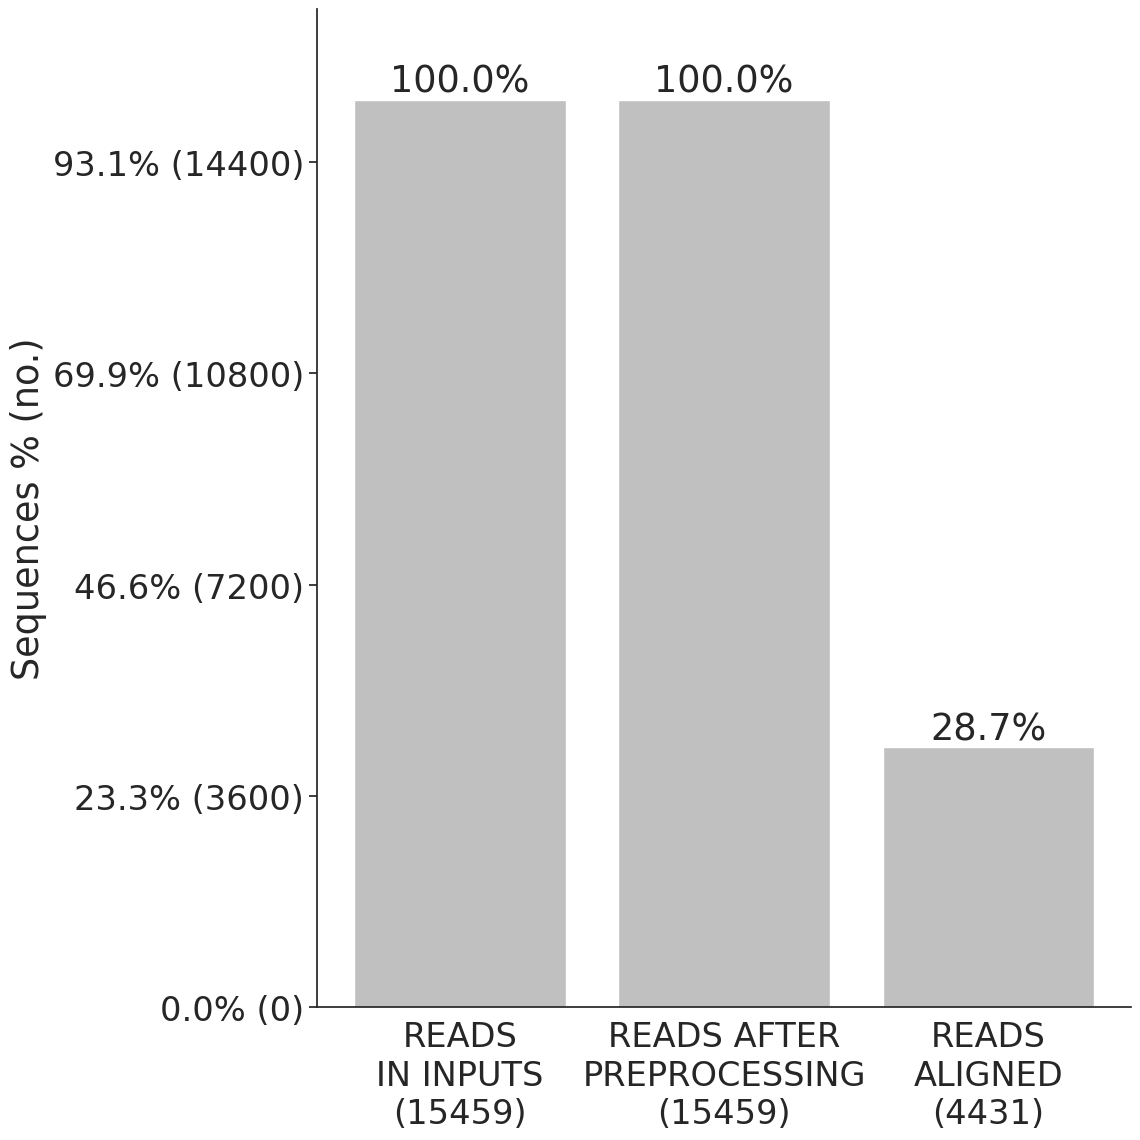 100.0%
100.0%
93.1% (14400)
69.9% (10800)
Sequences % (no.)
46.6% (7200)
28.7%
23.3% (3600)
0.0% (0)
READS
IN INPUTS
(15459)
READS AFTER
PREPROCESSING
(15459)
READS
ALIGNED
(4431)